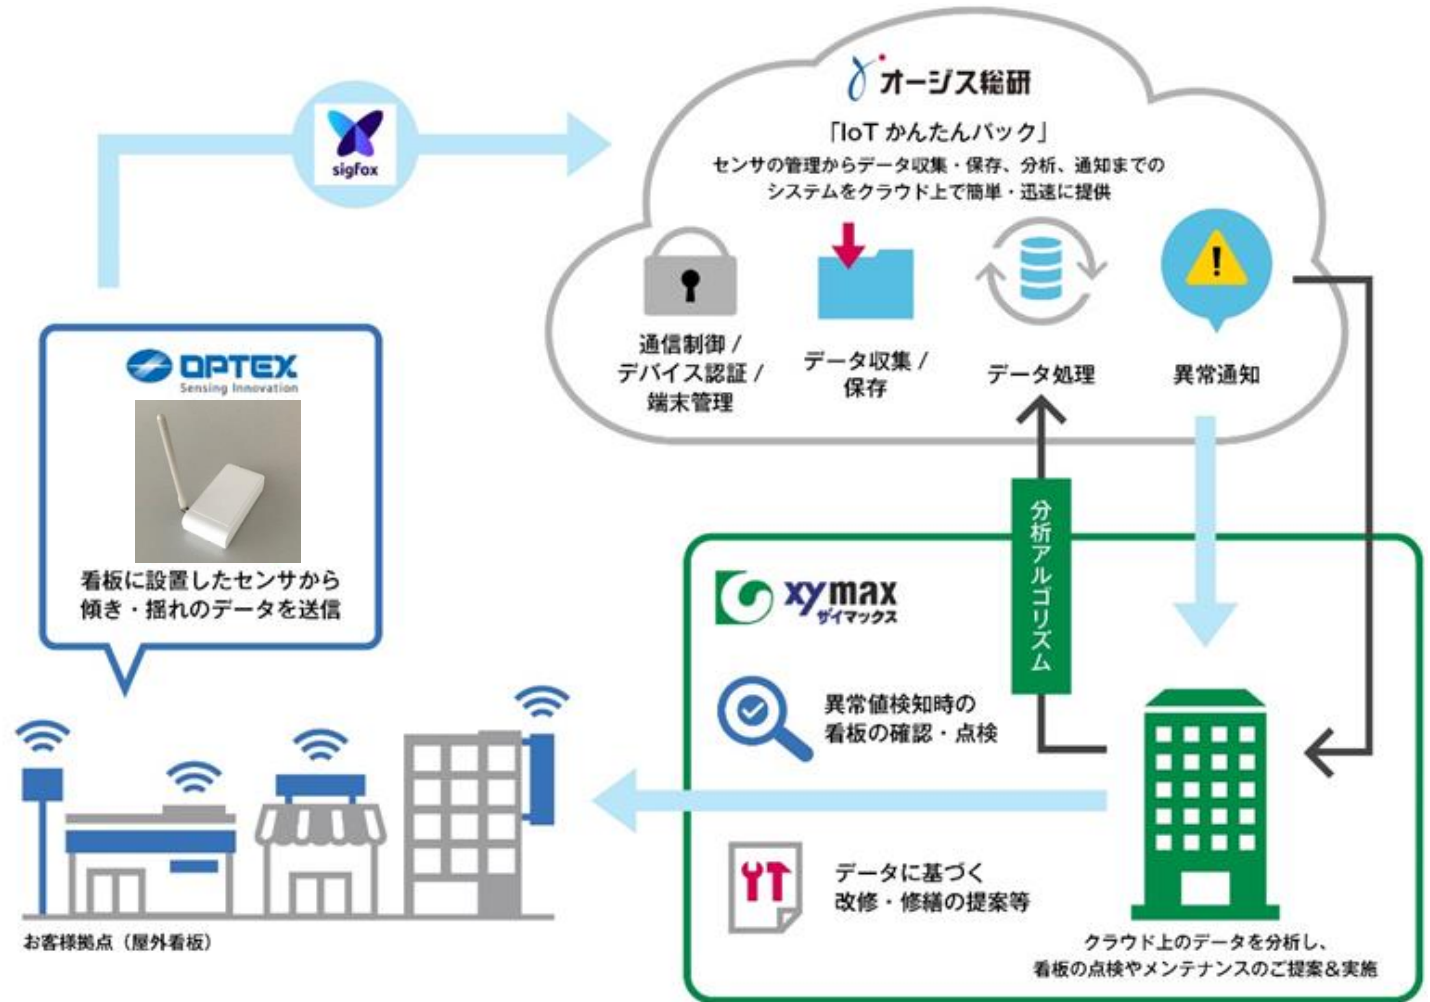 オージス総研
「IoT かんたんパック」
センサの管理からデータ収集・保存、分析、通知までの
システムをクラウド上で簡単・迅速に提供
sigfox
通信制御 /
デバイス認証 /
端末管理
データ収集 /
保存
データ処理
異常通知
OPTEX
Sensing Innovation
看板に設置したセンサから
傾き・揺れのデータを送信
分析アルゴリズム
xymax
ザイマックス
異常値検知時の
看板の確認・点検
データに基づく
改修・修繕の提案等
お客様拠点（屋外看板）
クラウド上のデータを分析し、
看板の点検やメンテナンスのご提案&実施